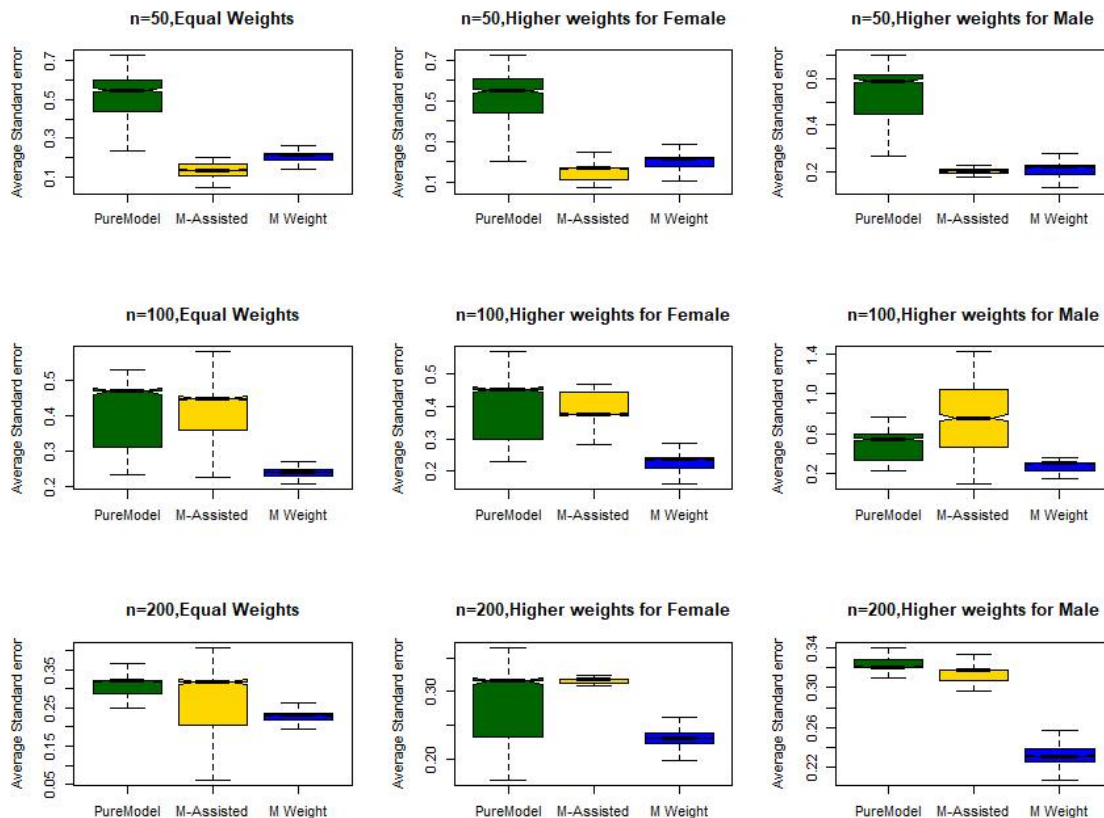 n=50,Equal Weights
Average Standard error
0.1
0.3
0.5
0.7
PureModel M-Assisted M Weight
n=50,Higher weights for Female
Average Standard error
0.1
0.3
0.5
0.7
PureModel M-Assisted M Weight
n=50,Higher weights for Male
Average Standard error
0.2
0.4
0.6
PureModel M-Assisted M Weight
n=100,Equal Weights
Average Standard error
0.2
0.3
0.4
0.5
PureModel M-Assisted M Weight
n=100,Higher weights for Female
Average Standard error
0.2
0.3
0.4
0.5
PureModel M-Assisted M Weight
n=100,Higher weights for Male
Average Standard error
0.2
0.6
1.0
1.4
PureModel M-Assisted M Weight
n=200,Equal Weights
Average Standard error
0.05
0.15
0.25
0.35
PureModel M-Assisted M Weight
n=200,Higher weights for Female
Average Standard error
0.20
0.30
PureModel M-Assisted M Weight
n=200,Higher weights for Male
Average Standard error
0.22
0.26
0.30
0.34
PureModel M-Assisted M Weight